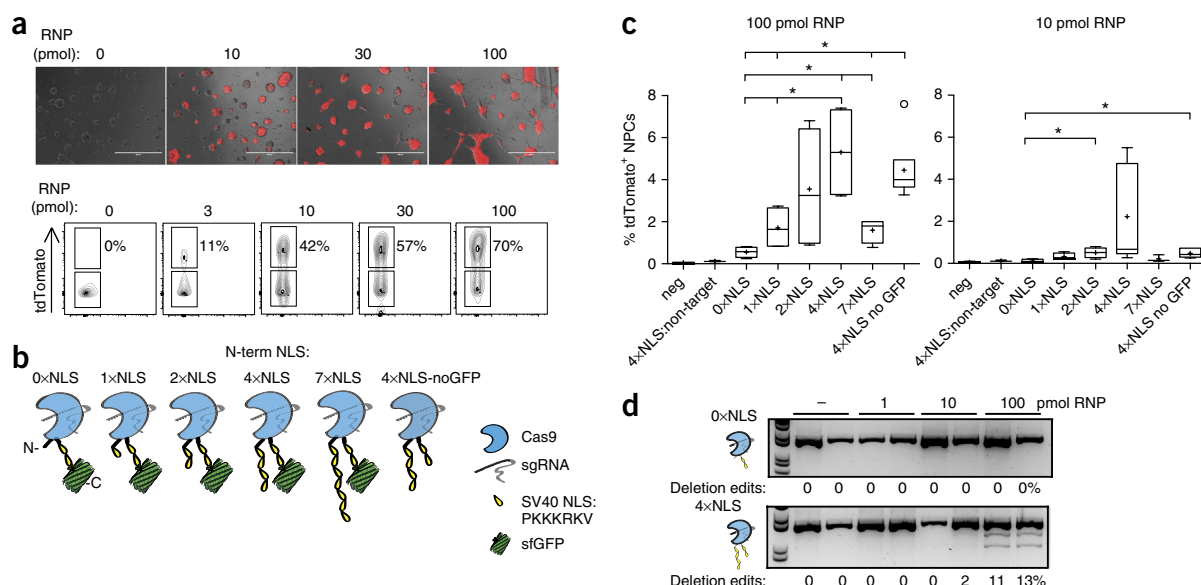 a
RNP
(pmol): 0 10 30 100
RNP
(pmol): 0 3 10 30 100
tdTomato
0% 11% 42% 57% 70%
b
N-term NLS:
0×NLS 1×NLS 2×NLS 4×NLS 7×NLS 4×NLS-noGFP
N-
-C
Cas9
sgRNA
SV40 NLS:
PKKKRKV
sfGFP
c
100 pmol RNP
10 pmol RNP
% tdTomato+ NPCs
8
6
4
2
0
* * *
neg
4×NLS:non-target
0×NLS
1×NLS
2×NLS
4×NLS
7×NLS
4×NLS no GFP
8
6
4
2
0
* *
neg
4×NLS:non-target
0×NLS
1×NLS
2×NLS
4×NLS
7×NLS
4×NLS no GFP
d
– 1 10 100 pmol RNP
0×NLS
Deletion edits: 0 0 0 0 0 0 0 0%
4×NLS
Deletion edits: 0 0 0 0 0 2 11 13%